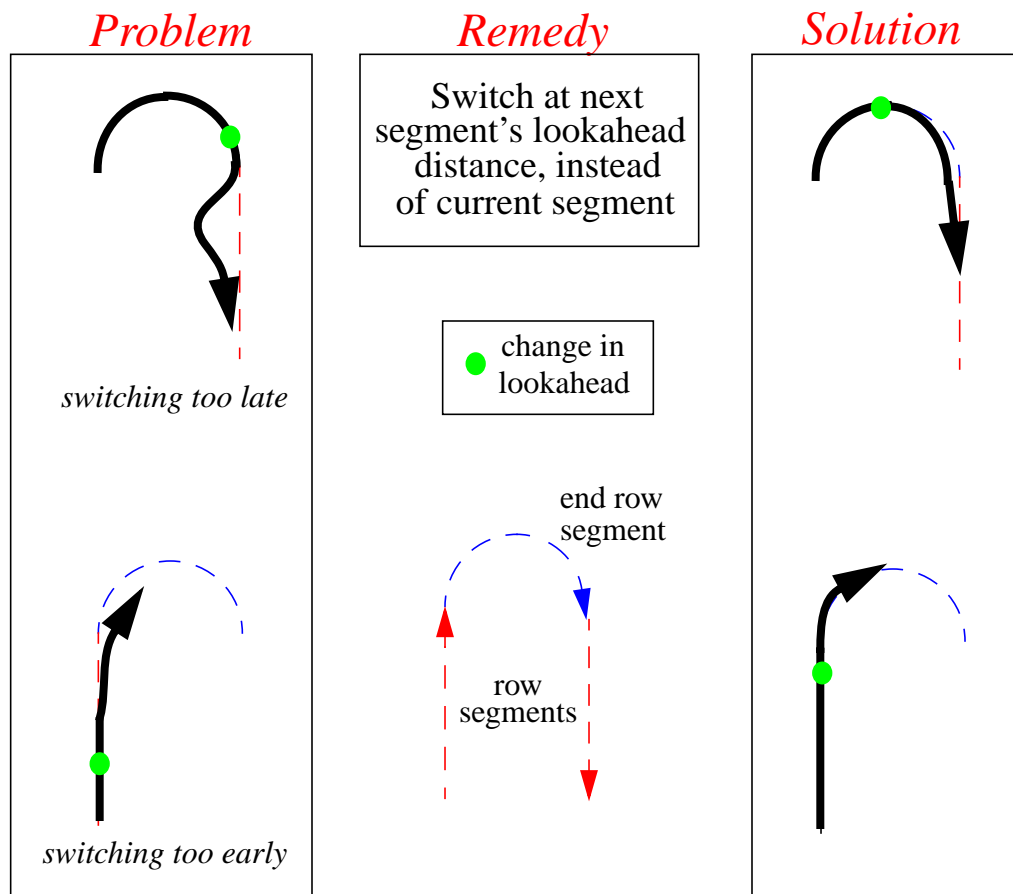 Problem
Remedy
Solution
Switch at next
segment’s lookahead
distance, instead
of current segment
change in
lookahead
switching too late
end row
segment
row
segments
switching too early